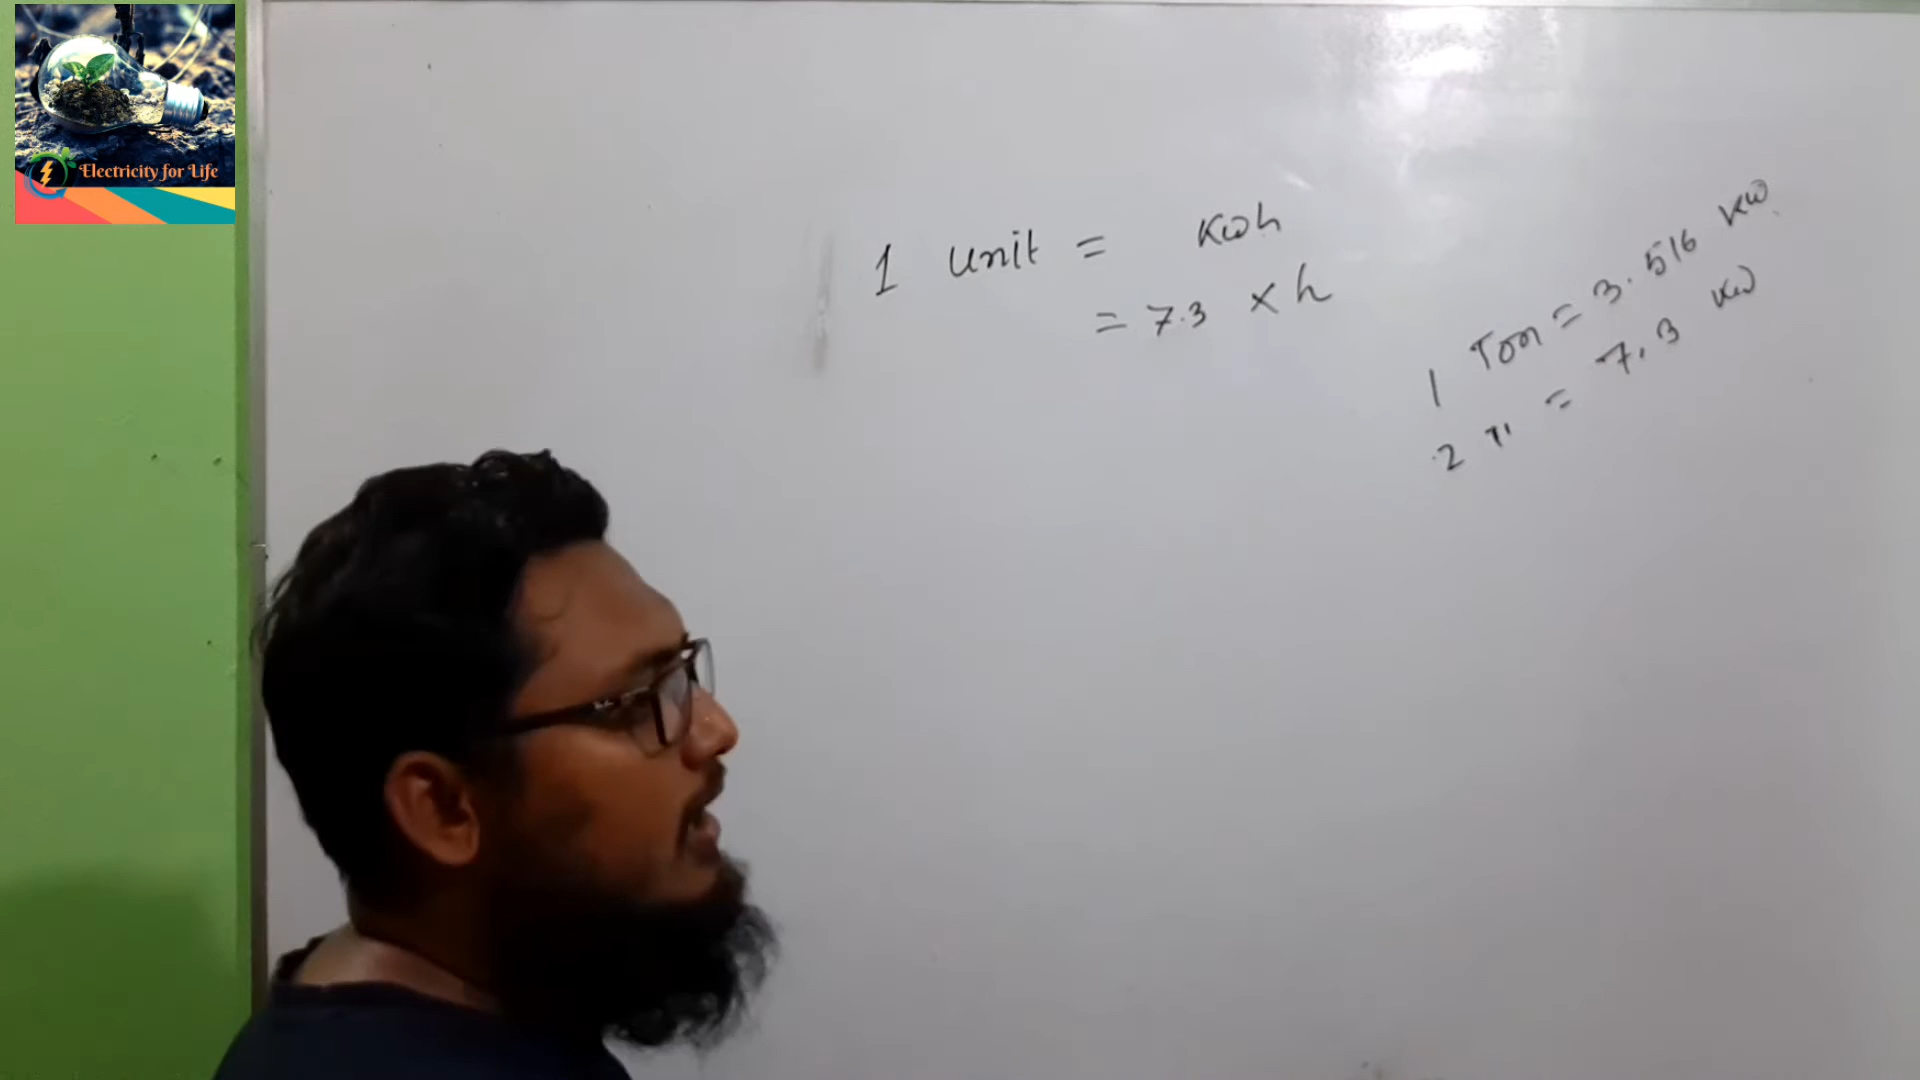 Electricity for Life
1 unit = kwh
= 7.3 × h
1 Ton = 3.516 kw
2 " = 7.3 kw